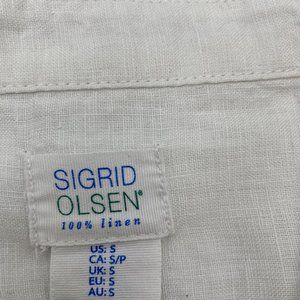 SIGRID
OLSEN®
100% linen
US: S
CA: S/P
UK: S
EU: S
AU: S